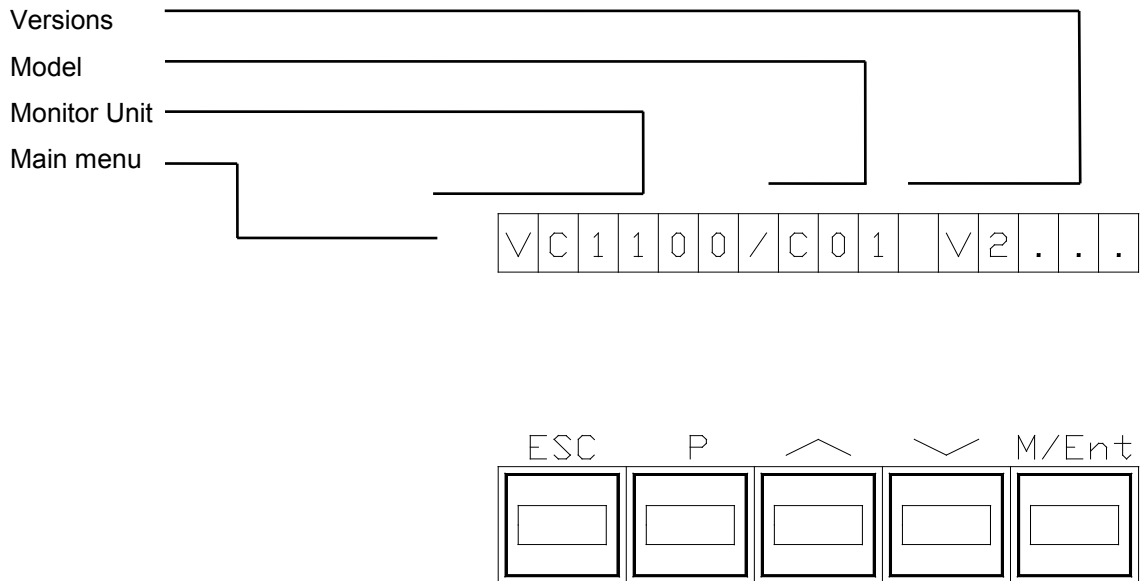 Versions
Model
Monitor Unit
Main menu
VC1100/C01 V2...
ESC P M/Ent